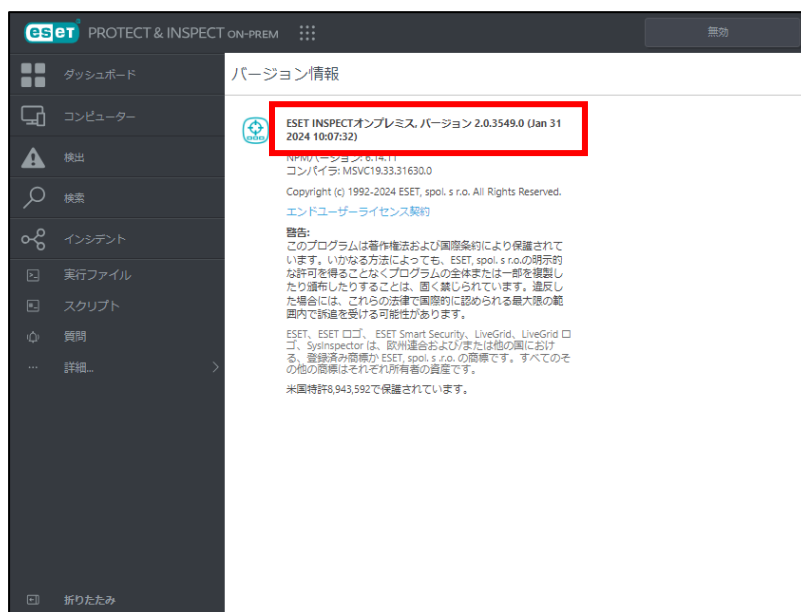 eset PROTECT & INSPECT ON-PREM
無効
ダッシュボード
コンピューター
検出
検索
インシデント
実行ファイル
スクリプト
質問
詳細...
折りたたみ
バージョン情報
ESET INSPECTオンプレミス, バージョン 2.0.3549.0 (Jan 31
2024 10:07:32)
NPMバージョン: 6.14.11
コンパイラ: MSVC19.33.31630.0
Copyright (c) 1992-2024 ESET, spol. s r.o. All Rights Reserved.
エンドユーザーライセンス契約
警告:
このプログラムは著作権法および国際条約により保護されて
います。いかなる方法によっても、ESET, spol. s r.o.の明示的
な許可を得ることなくプログラムの全体または一部を複製し
たり頒布したりすることは、固く禁じられています。違反し
た場合には、これらの法律で国際的に認められる最大限の範
囲内で訴追を受ける可能性があります。
ESET、ESET ロゴ、 ESET Smart Security、LiveGrid、LiveGrid ロ
ゴ、SysInspector は、欧州連合および/または他の国におけ
る、登録済み商標か ESET, spol. s .r.o. の商標です。すべてのそ
の他の商標はそれぞれ所有者の資産です。
米国特許8,943,592で保護されています。